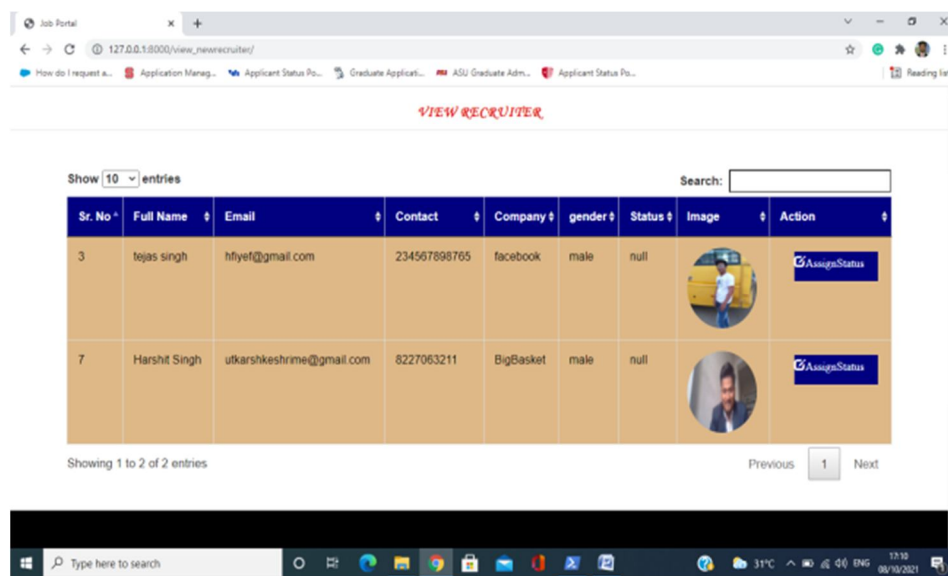 Job Portal
127.0.0.1:8000/view_newrecruiter/
How do I request a... Application Manag... Applicant Status Po... Graduate Applicati... ASU Graduate Adm... Applicant Status Po... Reading list
VIEW RECRUITER
Show 10 entries Search:
Sr. No Full Name Email Contact Company gender Status Image Action
3 tejas singh hfiyef@gmail.com 234567898765 facebook male null AssignStatus
7 Harshit Singh utkarshkeshrime@gmail.com 8227063211 BigBasket male null AssignStatus
Showing 1 to 2 of 2 entries Previous 1 Next
Type here to search 31°C ENG 17:10
08/10/2021